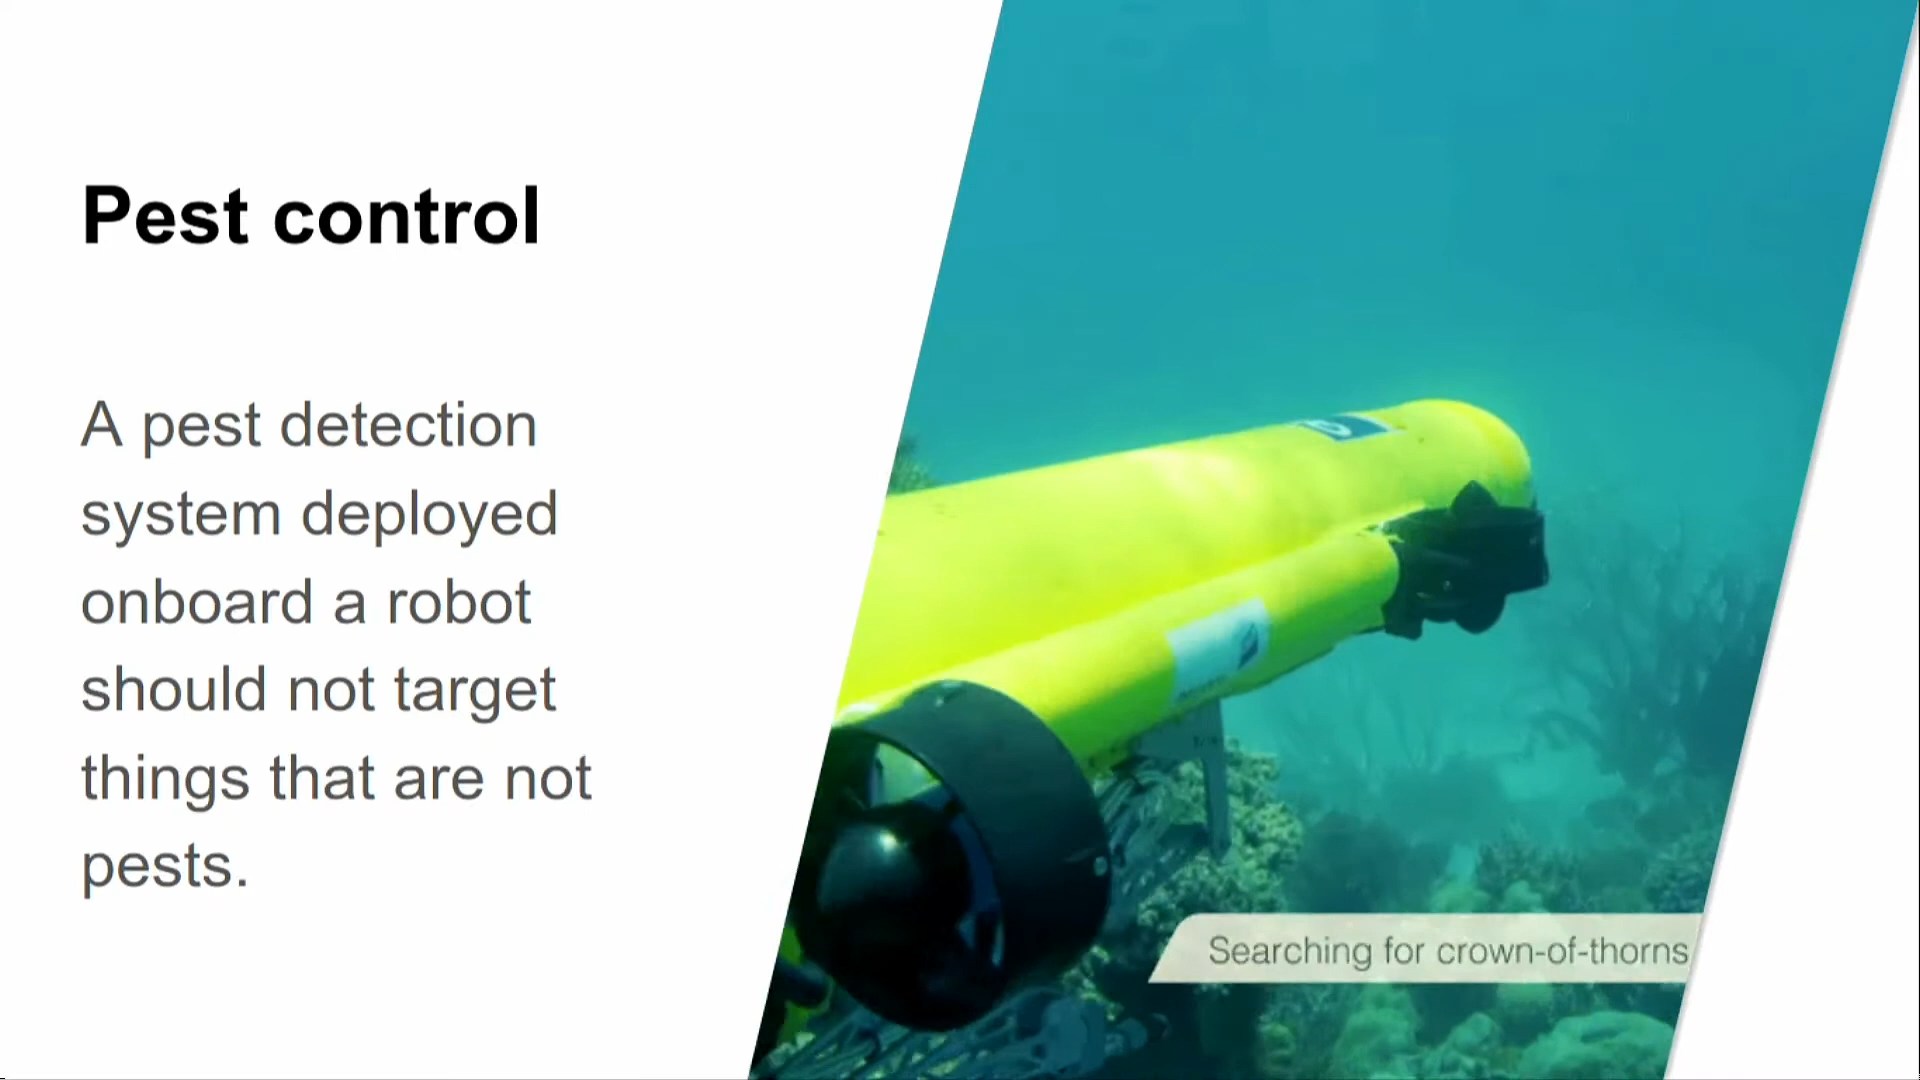 Pest control
A pest detection
system deployed
onboard a robot
should not target
things that are not
pests.
Searching for crown-of-thorns